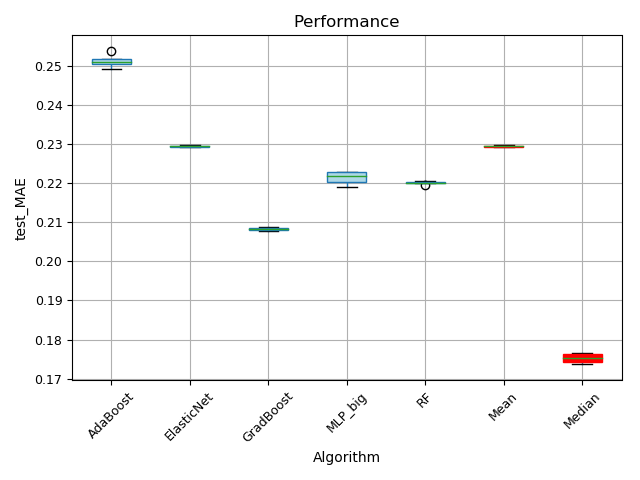 Performance
test_MAE
0.25
0.24
0.23
0.22
0.21
0.20
0.19
0.18
0.17
AdaBoost
ElasticNet
GradBoost
MLP_big
RF
Mean
Median
Algorithm